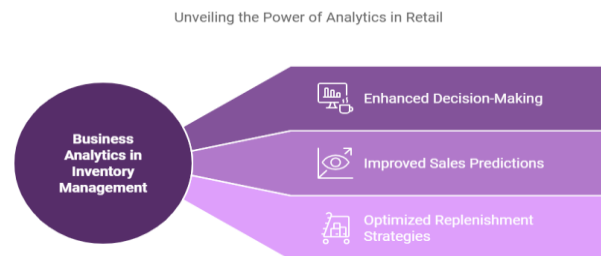 Unveiling the Power of Analytics in Retail
Business
Analytics in
Inventory
Management
Enhanced Decision-Making
Improved Sales Predictions
Optimized Replenishment
Strategies